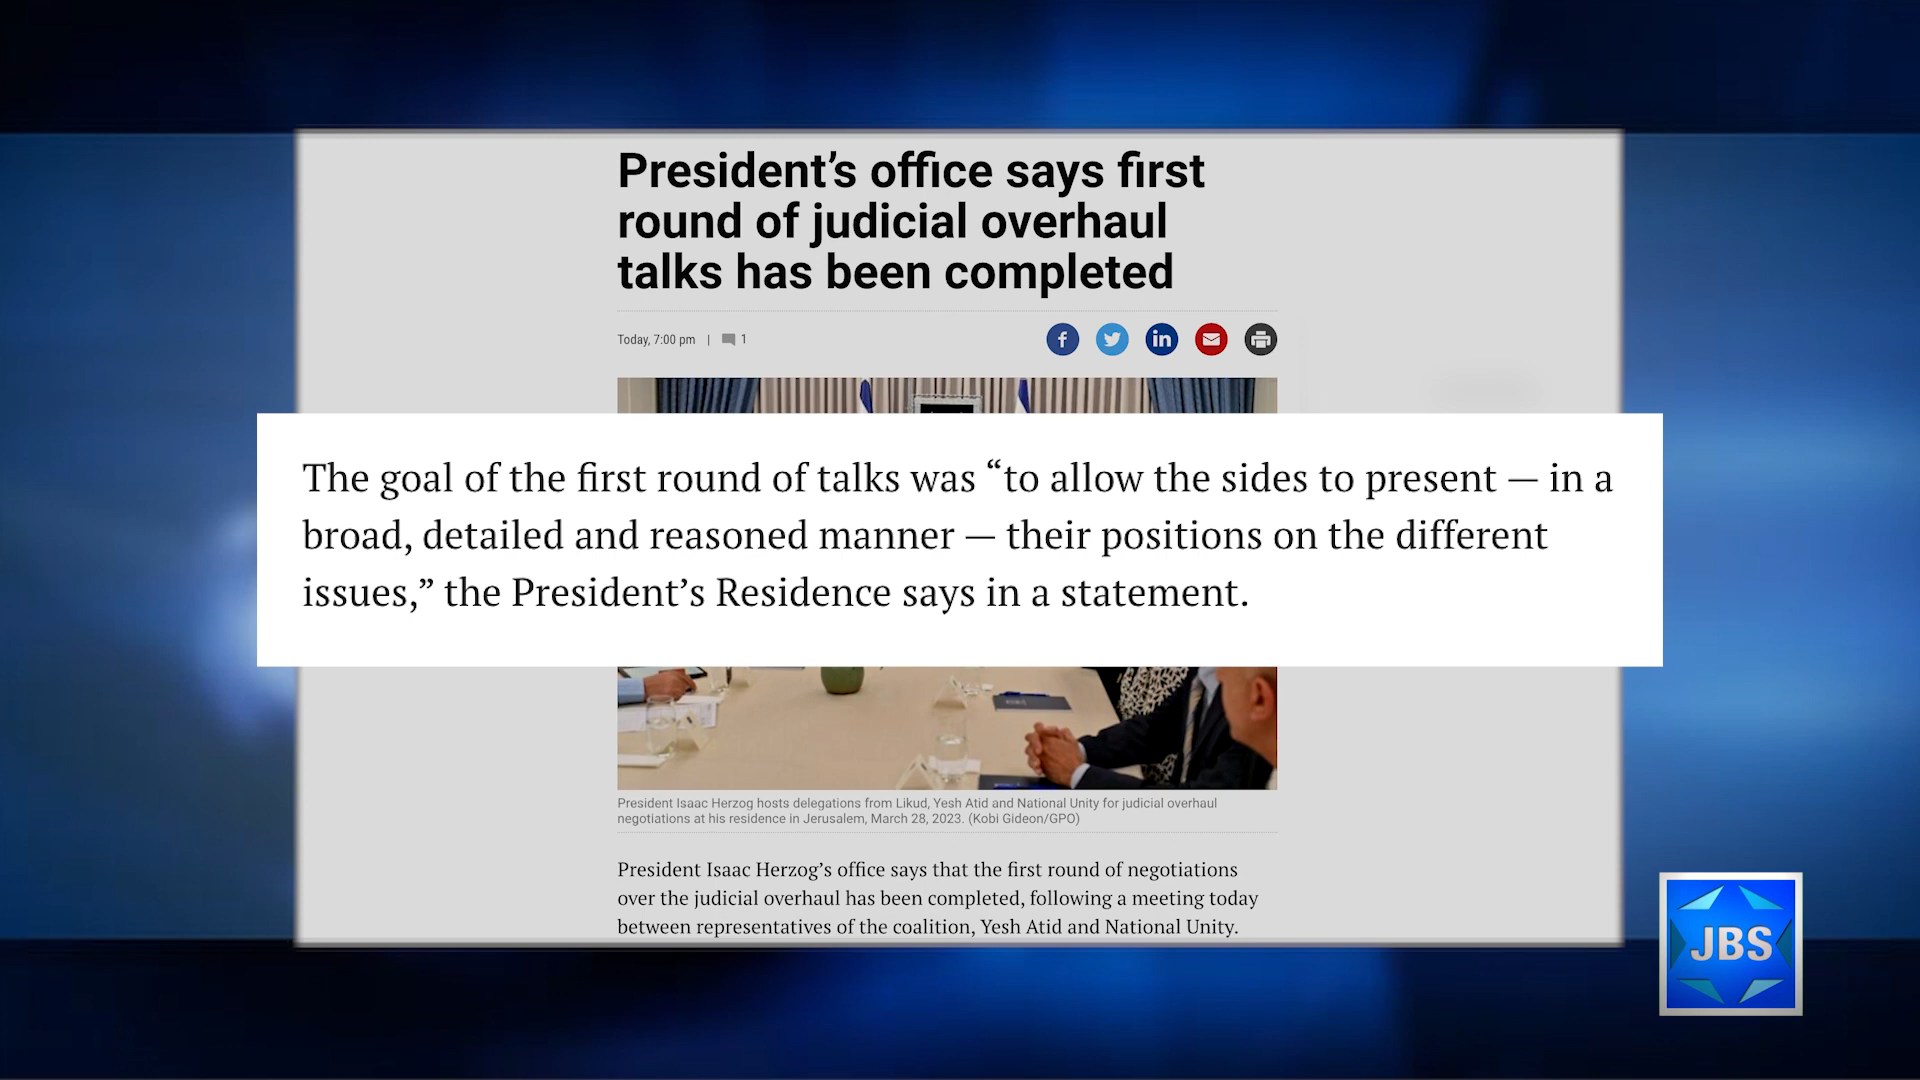 President’s office says first
round of judicial overhaul
talks has been completed
Today, 7:00 pm | 1
The goal of the first round of talks was “to allow the sides to present — in a
broad, detailed and reasoned manner — their positions on the different
issues,” the President’s Residence says in a statement.
President Isaac Herzog hosts delegations from Likud, Yesh Atid and National Unity for judicial overhaul
negotiations at his residence in Jerusalem, March 28, 2023. (Kobi Gideon/GPO)
President Isaac Herzog’s office says that the first round of negotiations
over the judicial overhaul has been completed, following a meeting today
between representatives of the coalition, Yesh Atid and National Unity.
JBS